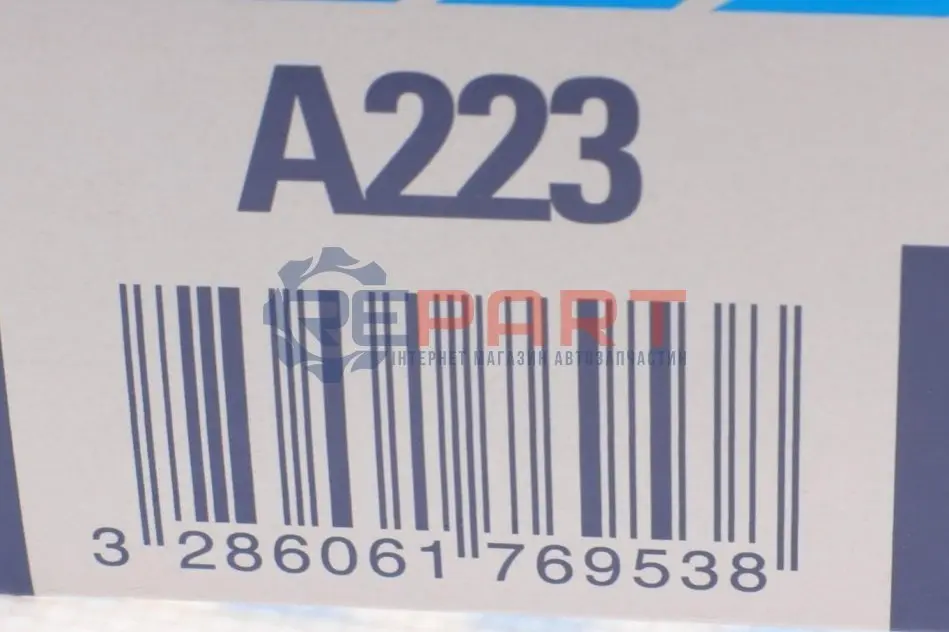 A223
REPART
ІНТЕРНЕТ МАГАЗИН АВТОЗАПЧАСТИН
3 286061 769538